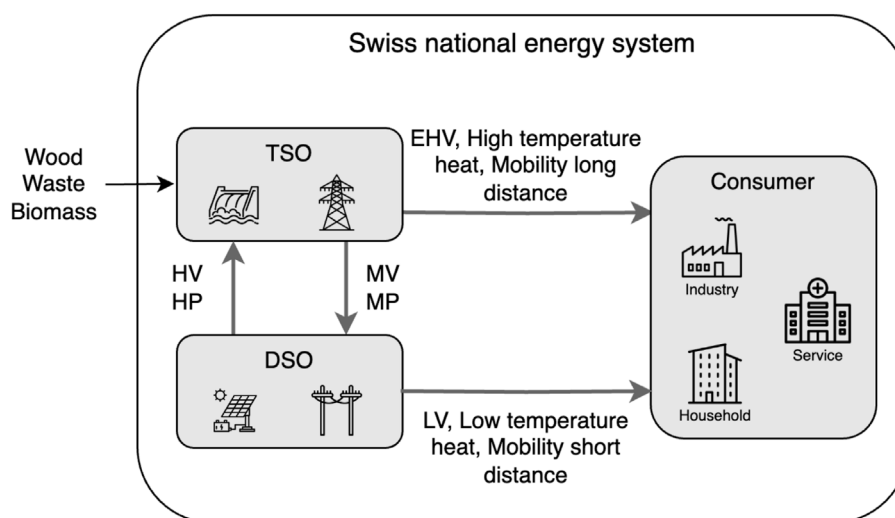 Swiss national energy system
Wood
Waste
Biomass
TSO
EHV, High temperature
heat, Mobility long
distance
Consumer
Industry
Service
Household
HV
HP
MV
MP
DSO
LV, Low temperature
heat, Mobility short
distance